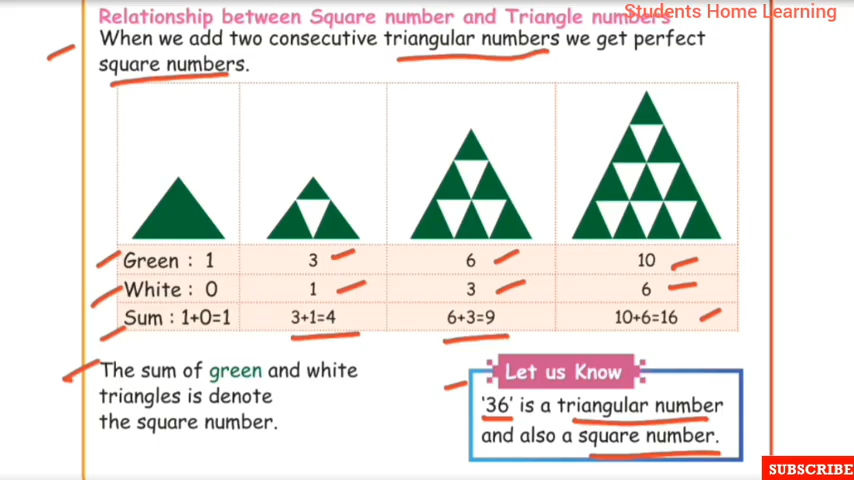 Relationship between Square number and Triangle numbers
Students Home Learning
When we add two consecutive triangular numbers we get perfect
square numbers.
Green : 1 3 6 10
White : 0 1 3 6
Sum : 1+0=1 3+1=4 6+3=9 10+6=16
The sum of green and white
triangles is denote
the square number.
Let us Know
‘36’ is a triangular number
and also a square number.
SUBSCRIBE